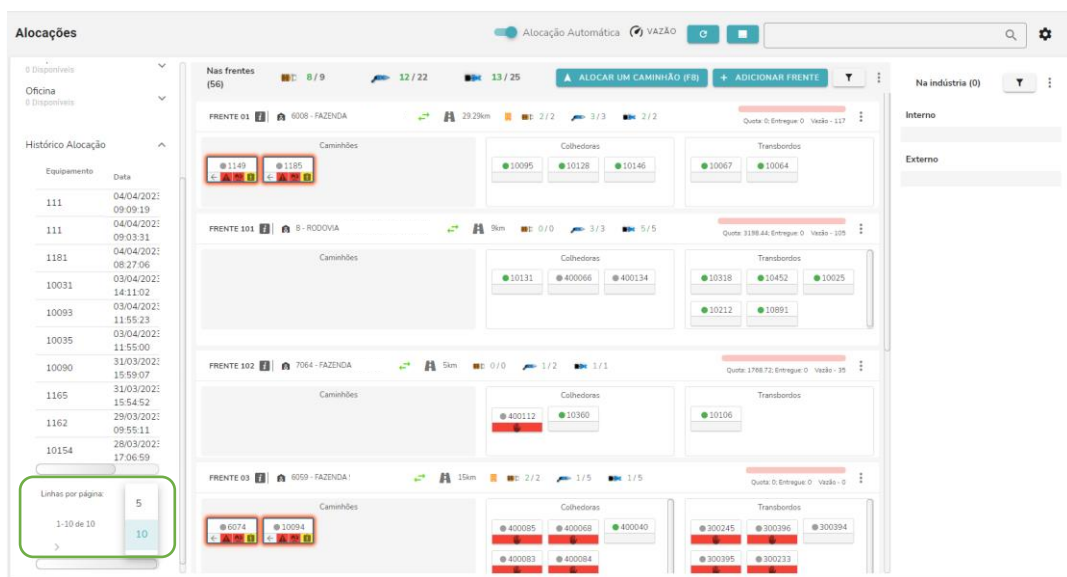 Alocações
Alocação Automática VAZÃO
0 Disponíveis
Oficina
0 Disponíveis
Histórico Alocação
Equipamento Data
111 04/04/2023 09:09:19
111 04/04/2023 09:03:31
1181 04/04/2023 08:27:06
10031 03/04/2023 14:11:02
10093 03/04/2023 11:55:23
10035 03/04/2023 11:55:00
10090 31/03/2023 15:59:07
1165 31/03/2023 15:54:52
1162 29/03/2023 09:55:11
10154 28/03/2023 17:06:59
Linhas por página:
5
10
1-10 de 10
Nas frentes (56) 8/9 12/22 13/25 ALOCAR UM CAMINHÃO (F8) + ADICIONAR FRENTE
FRENTE 01 6008 - FAZENDA 29.29km 2/2 3/3 2/2 Quota: 0; Entregue: 0 Vazão - 117
Caminhões Colhedoras Transbordos
1149 1185 10095 10128 10146 10067 10064
FRENTE 101 8 - RODOVIA 9km 0/0 3/3 5/5 Quota: 3198.44; Entregue: 0 Vazão - 105
Caminhões Colhedoras Transbordos
10131 400066 400134 10318 10452 10025
10212 10891
FRENTE 102 7064 - FAZENDA 5km 0/0 1/2 1/1 Quota: 1768.72; Entregue: 0 Vazão - 35
Caminhões Colhedoras Transbordos
400112 10360 10106
FRENTE 03 6059 - FAZENDA 15km 2/2 1/5 1/5 Quota: 0; Entregue: 0 Vazão - 0
Caminhões Colhedoras Transbordos
6074 10094 400085 400068 400040 300245 300396 300394
400083 400084 300395 300233
Na indústria (0)
Interno
Externo